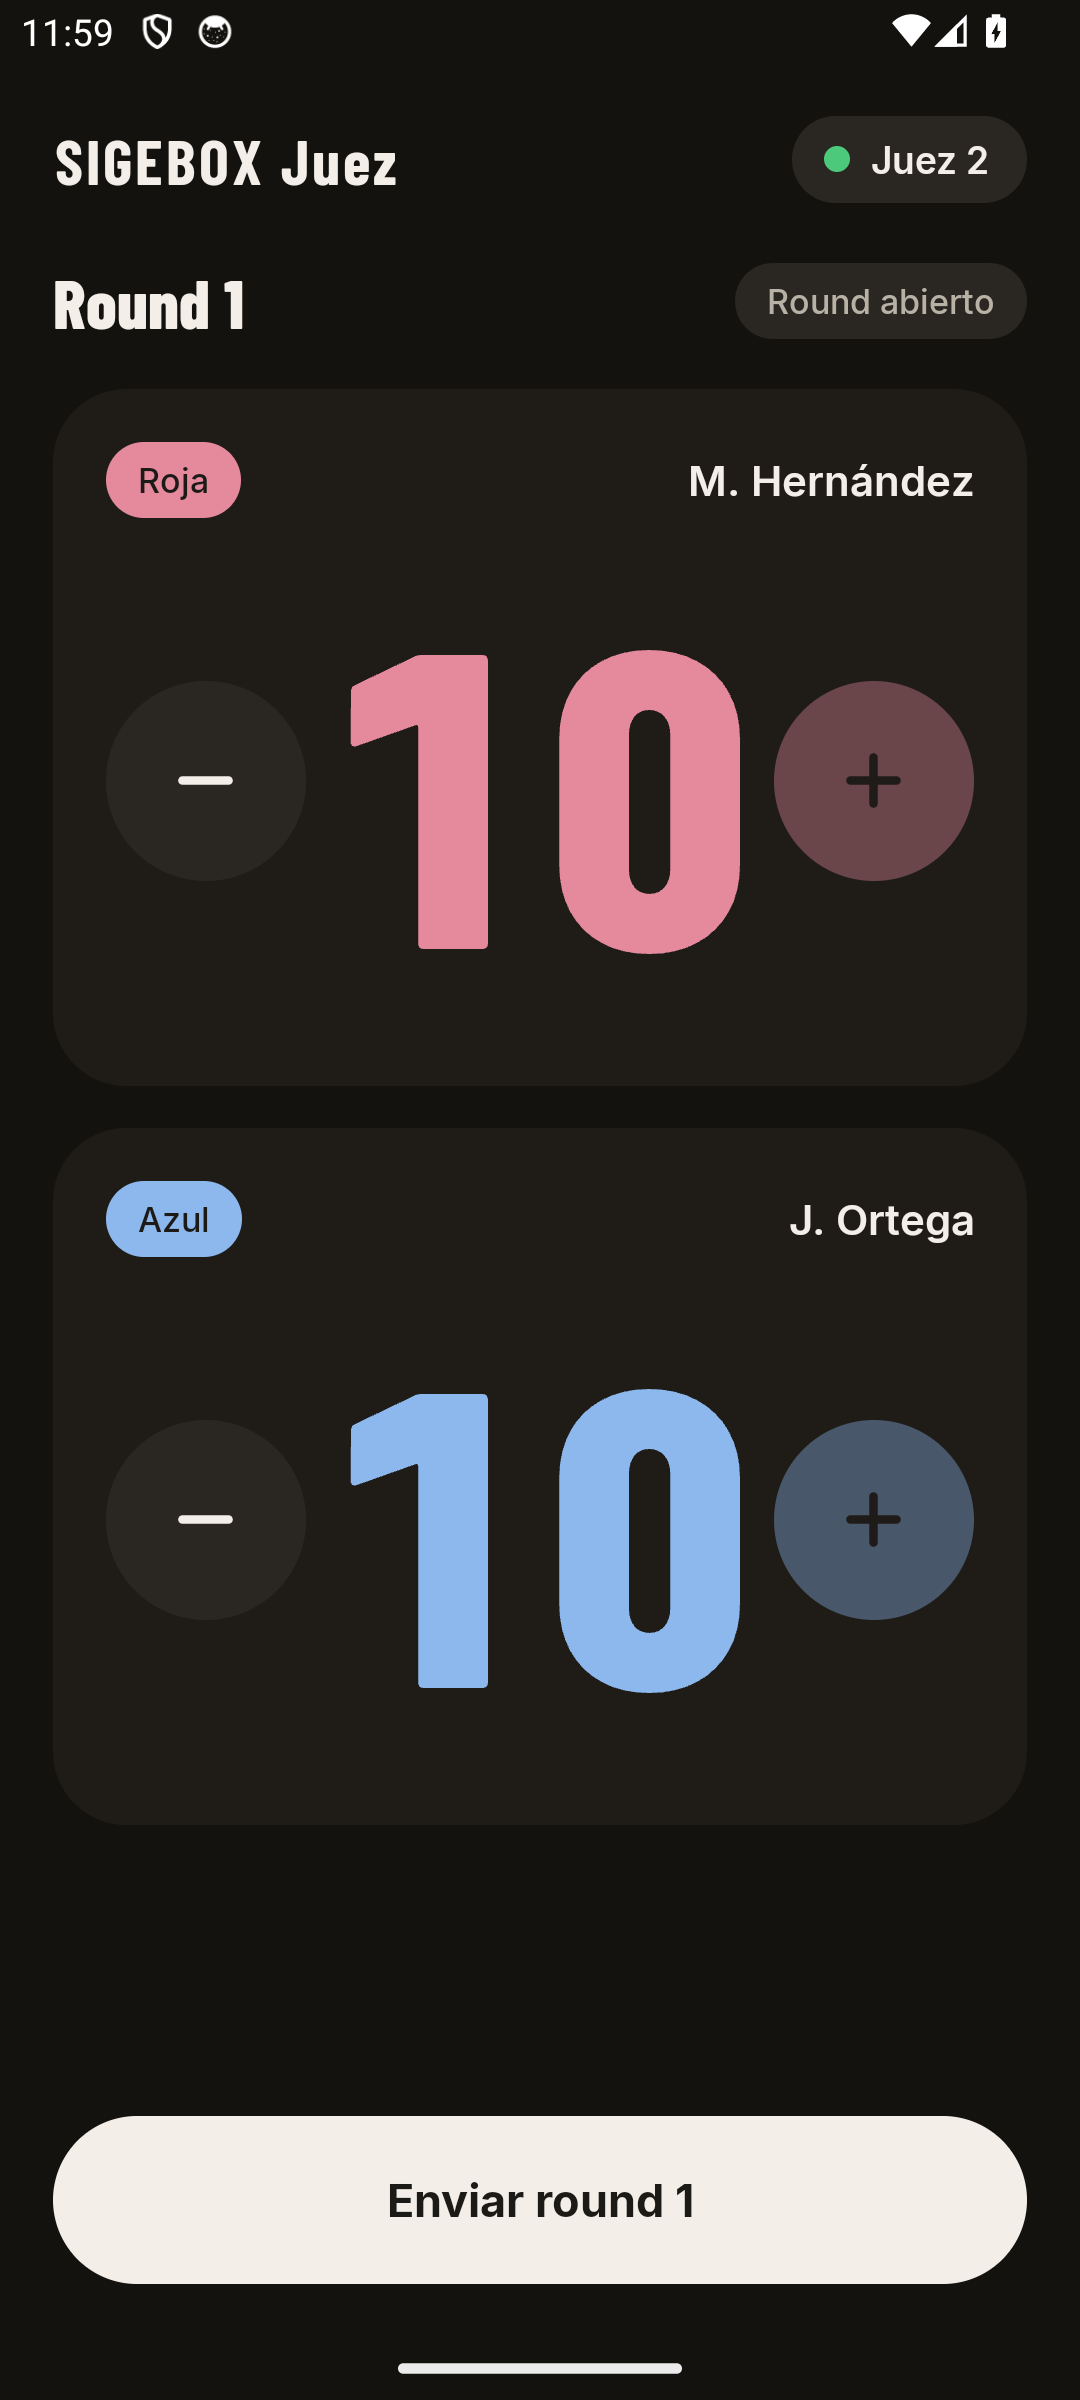 11:59
SIGEBOX Juez
Juez 2
Round 1
Round abierto
Roja
M. Hernández
10
Azul
J. Ortega
10
Enviar round 1